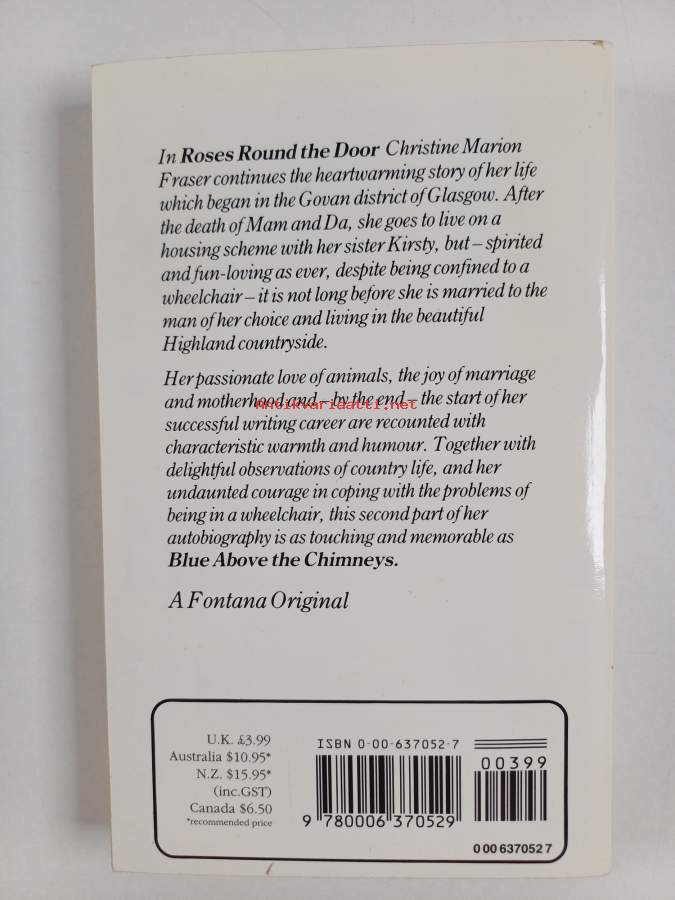 In Roses Round the Door Christine Marion
Fraser continues the heartwarming story of her life
which began in the Govan district of Glasgow. After
the death of Mam and Da, she goes to live on a
housing scheme with her sister Kirsty, but – spirited
and fun-loving as ever, despite being confined to a
wheelchair – it is not long before she is married to the
man of her choice and living in the beautiful
Highland countryside.
Her passionate love of animals, the joy of marriage
and motherhood and – by the end – the start of her
Antikvariaatti.net
successful writing career are recounted with
characteristic warmth and humour. Together with
delightful observations of country life, and her
undaunted courage in coping with the problems of
being in a wheelchair, this second part of her
autobiography is as touching and memorable as
Blue Above the Chimneys.
A Fontana Original
U.K. £3.99
Australia $10.95*
N.Z. $15.95*
(inc.GST)
Canada $6.50
*recommended price
ISBN 0-00-637052-7
00399
9 780006 370529
0 00 637052 7